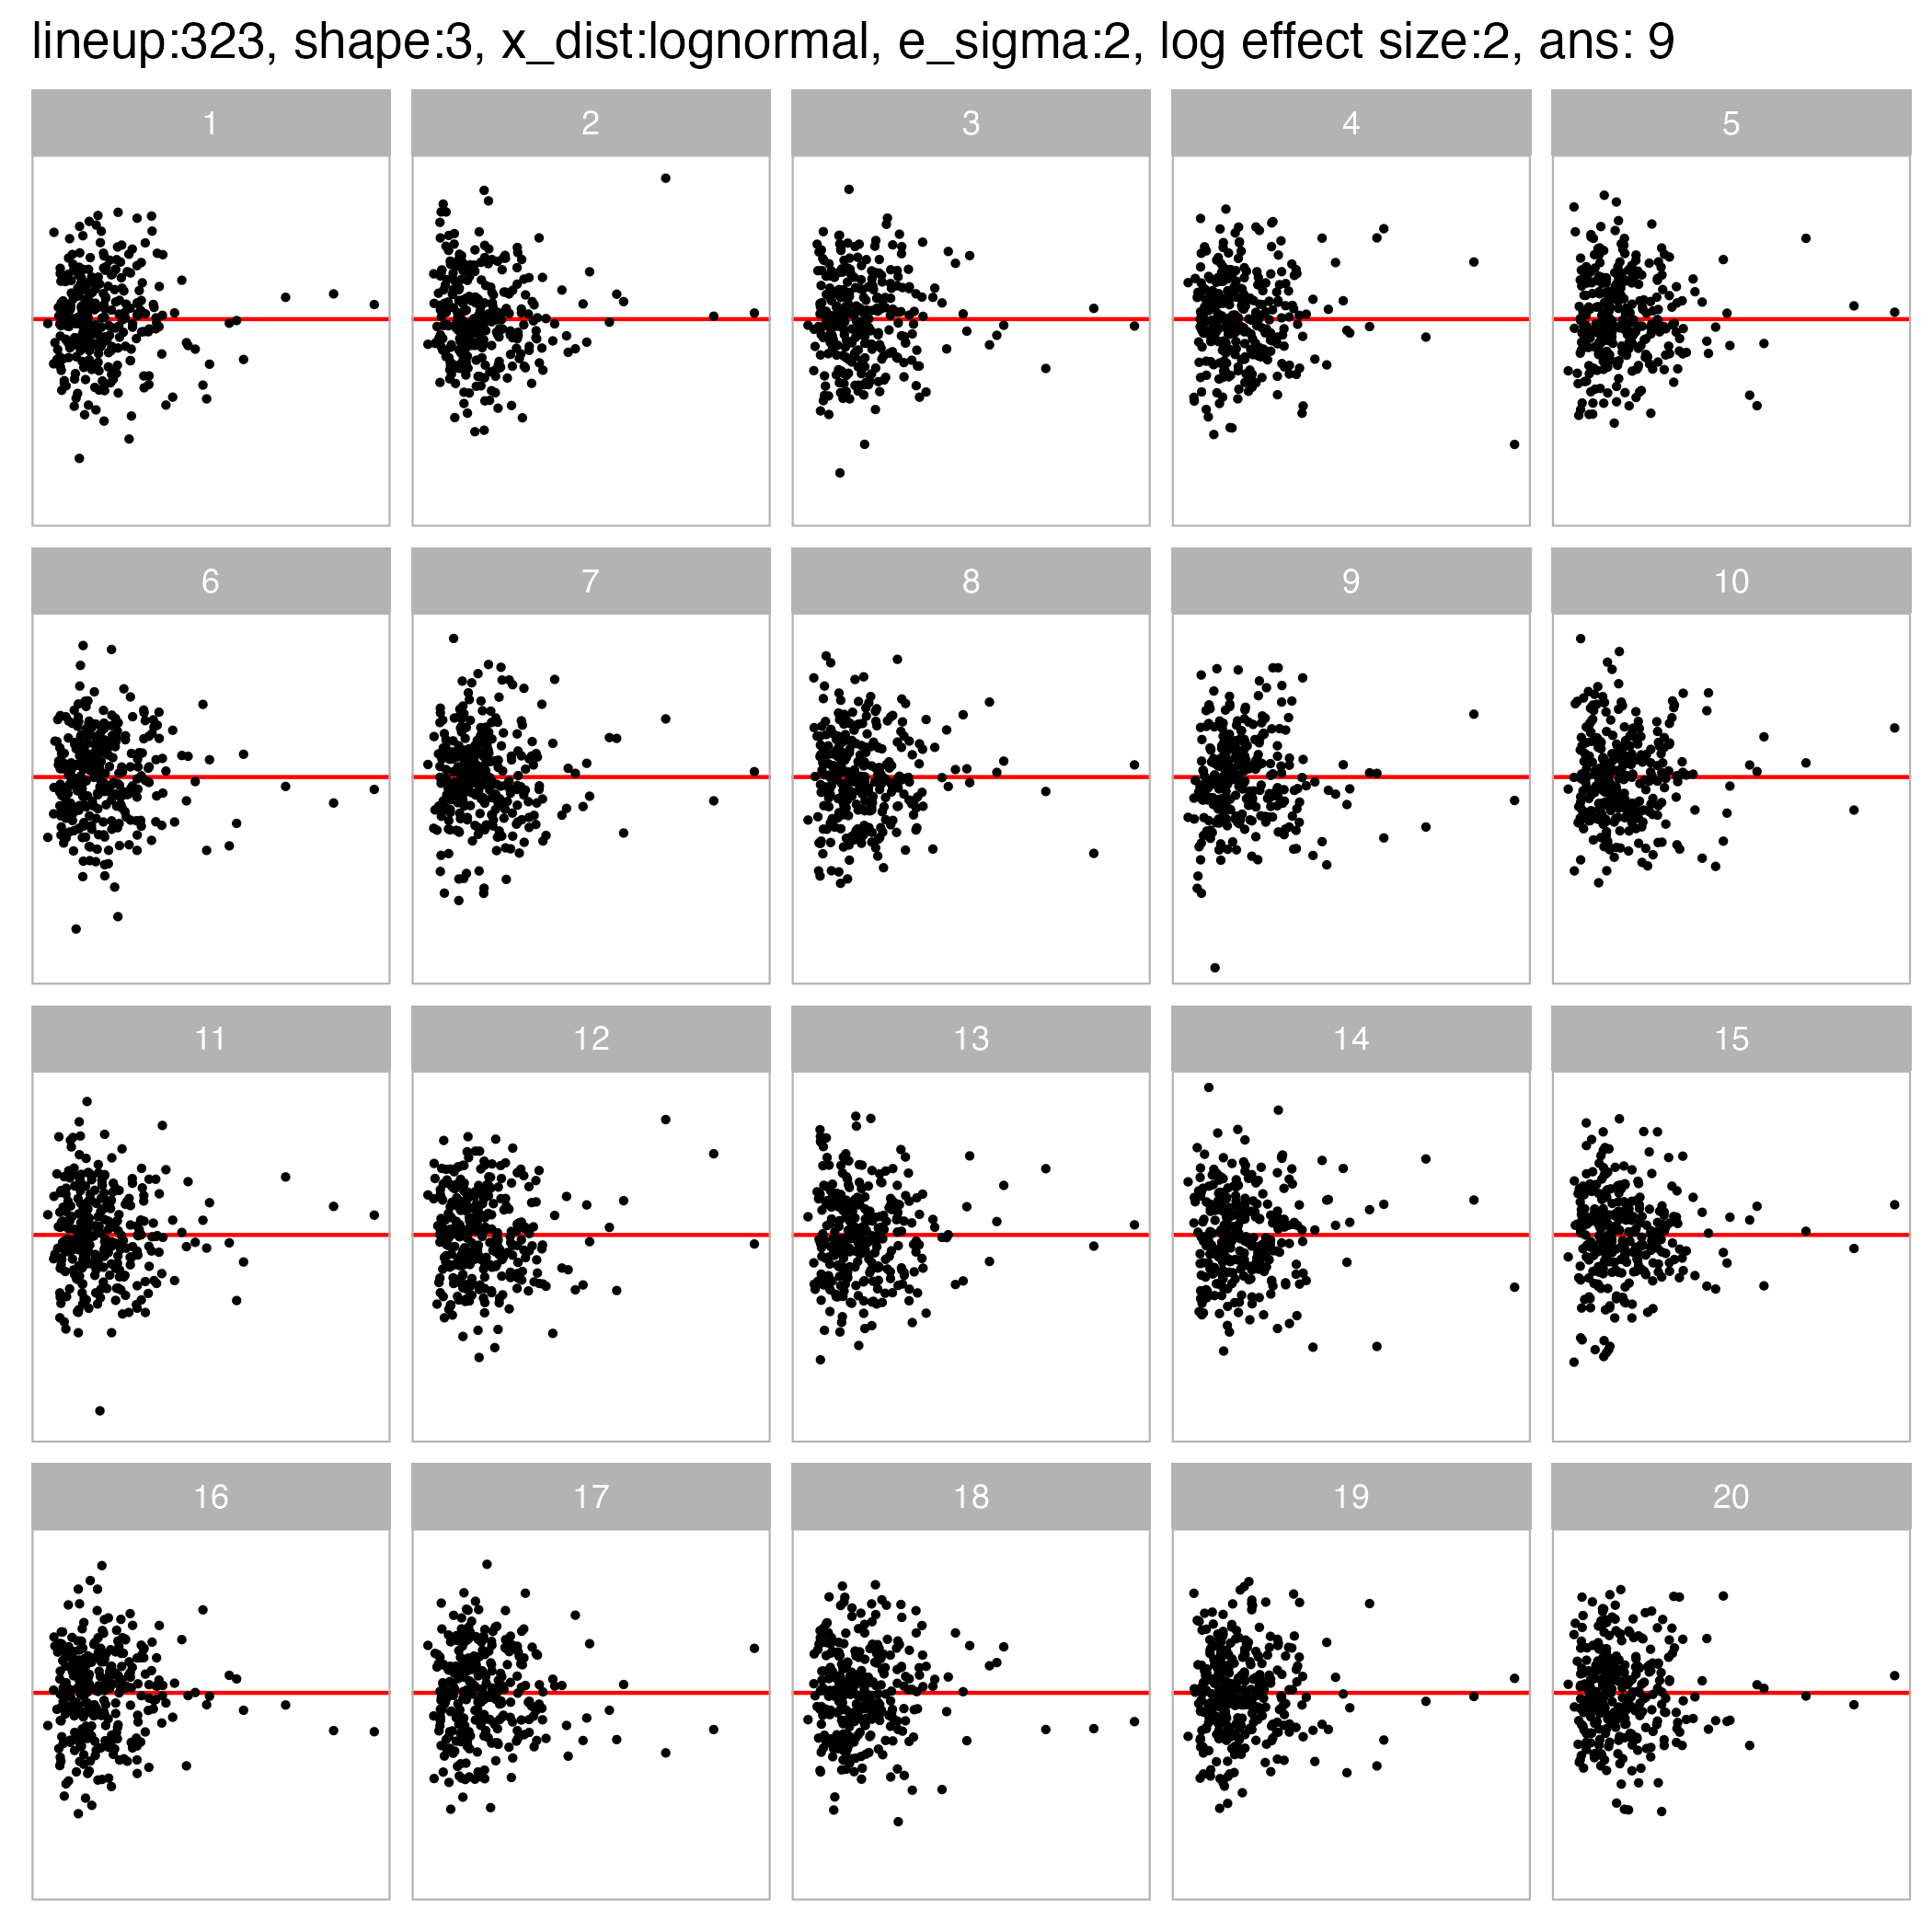 lineup:323, shape:3, x_dist:lognormal, e_sigma:2, log effect size:2, ans: 9
1 2 3 4 5
6 7 8 9 10
11 12 13 14 15
16 17 18 19 20